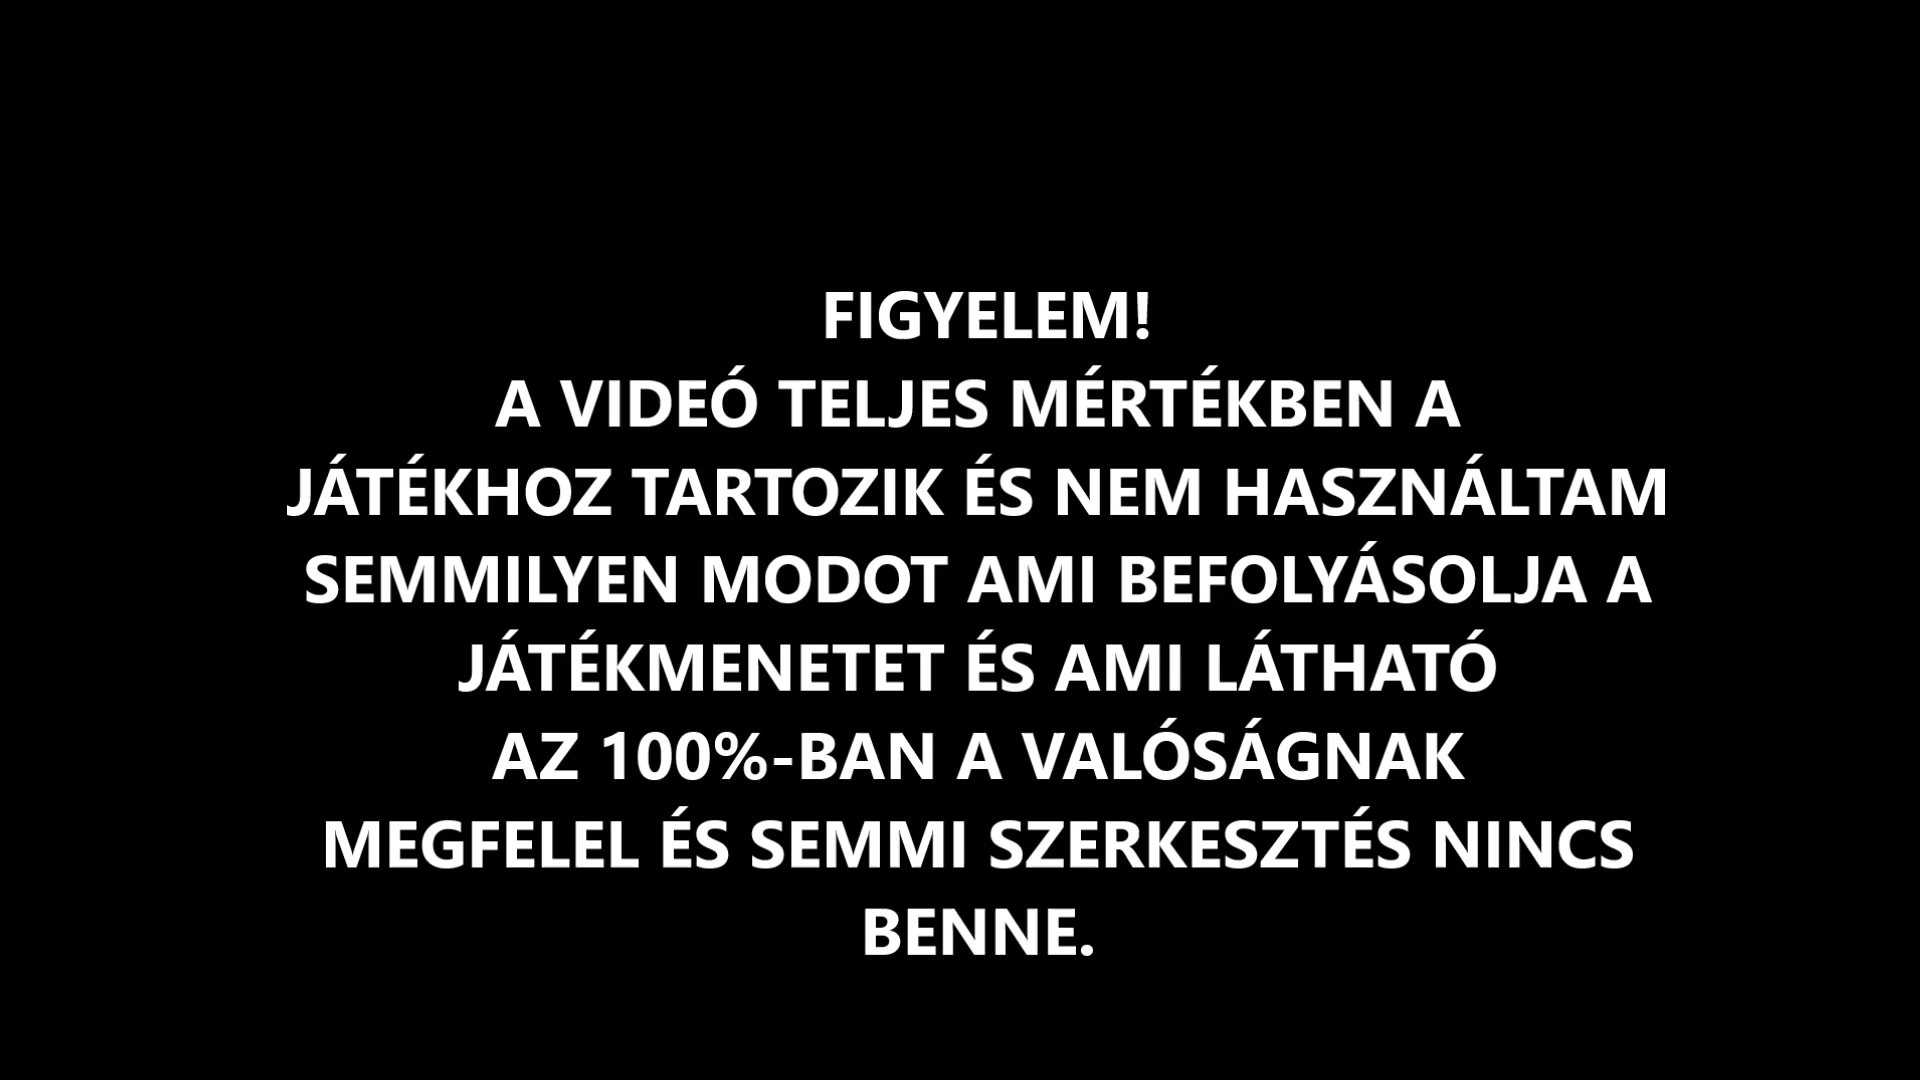 FIGYELEM!
A VIDEÓ TELJES MÉRTÉKBEN A
JÁTÉKHOZ TARTOZIK ÉS NEM HASZNÁLTAM
SEMMILYEN MODOT AMI BEFOLYÁSOLJA A
JÁTÉKMENETET ÉS AMI LÁTHATÓ
AZ 100%-BAN A VALÓSÁGNAK
MEGFELEL ÉS SEMMI SZERKESZTÉS NINCS
BENNE.